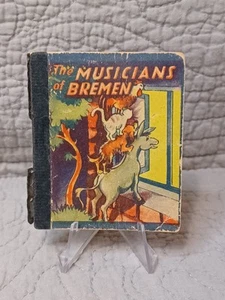 The MUSICIANS
of BREMEN